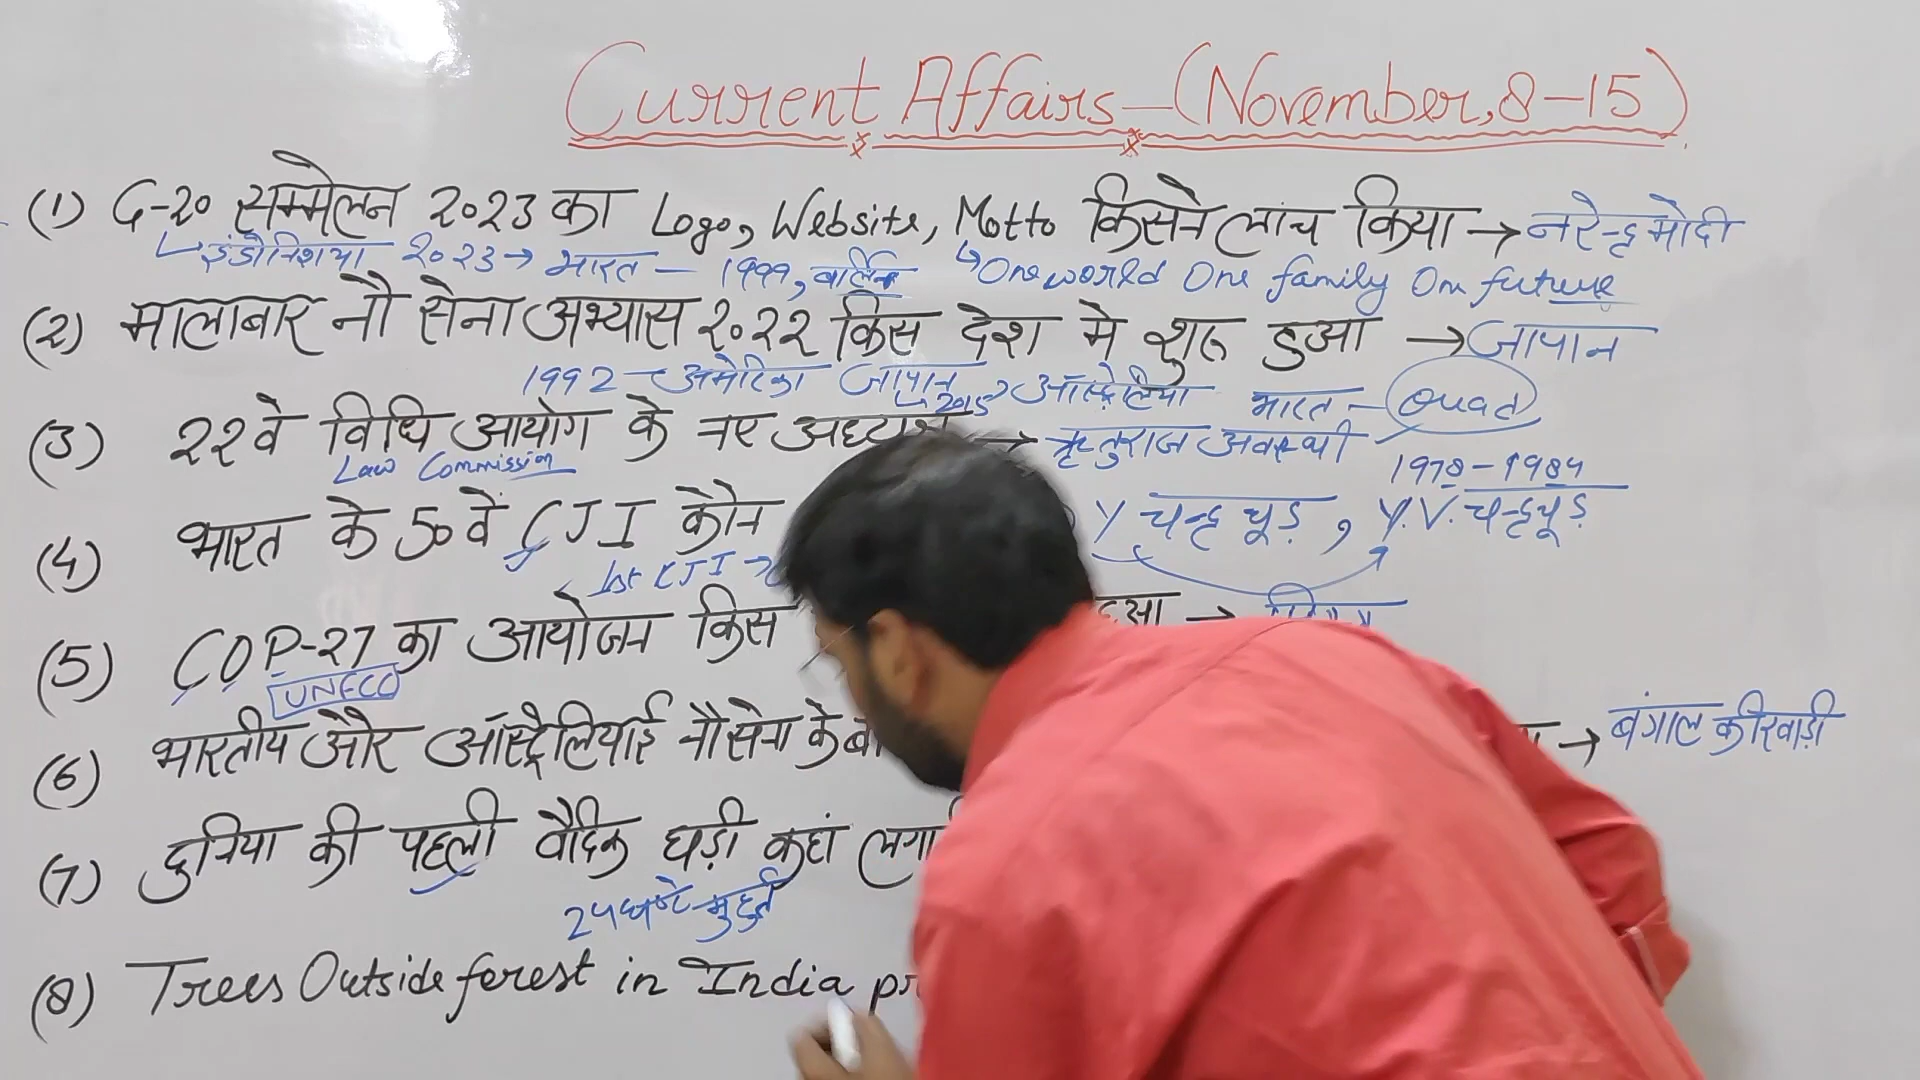 Current Affairs - (November, 8-15)
(1) G-20 सम्मेलन 2023 का Logo, Website, Motto किसने लांच किया → नरेन्द्र मोदी
इंडोनेशिया 2023 → भारत - 1999, बर्लिन One world One family One future
(2) मालाबार नौ सेना अभ्यास 2022 किस देश मे शुरू हुआ → जापान
1992 - अमेरिका जापान 2015 ऑस्ट्रेलिया भारत - Quad
(3) 22वे विधि आयोग के नए अध्यक्ष → ऋतुराज अवस्थी
Law Commission 1978-1984
(4) भारत के 50वें CJI कौन Y चन्द्रचूड़, Y.V. चन्द्रचूड़
1st CJI →
(5) COP-27 का आयोजन किस हुआ →
UNFCC
(6) भारतीय और ऑस्ट्रेलियाई नौसेना के → बंगाल की खाड़ी
(7) दुनिया की पहली वैदिक घड़ी कहां
24 घण्टे मुहूर्त
(8) Trees Outside forest in India